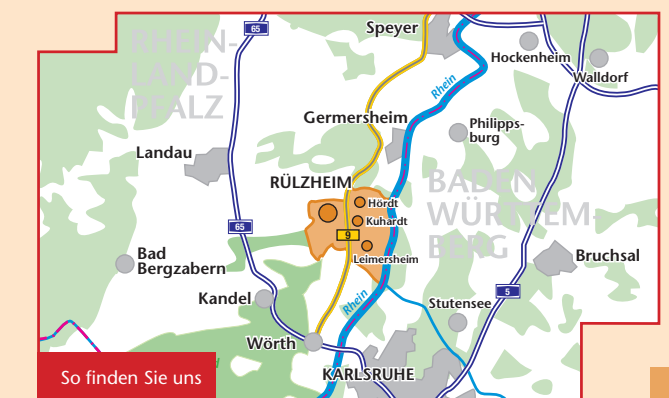 65
Speyer
RHEIN-
LAND-
PFALZ
Hockenheim
Walldorf
Rhein
Germersheim
Philipps-
burg
Landau
RÜLZHEIM
BADEN
WÜRTTEM-
BERG
Hördt
Kuhardt
65
9
Leimersheim
Bad
Bergzabern
Bruchsal
Kandel
Rhein
5
Stutensee
Wörth
KARLSRUHE
So finden Sie uns